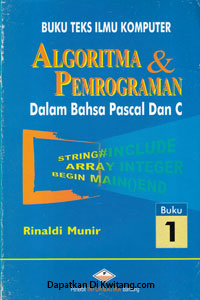 BUKU TEKS ILMU KOMPUTER
ALGORITMA &
PEMROGRAMAN
Dalam Bahsa Pascal Dan C
STRING#INCLUDE
ARRAY INTEGER
BEGIN MAIN()END
Buku
1
Rinaldi Munir
Dapatkan Di Kwitang.com